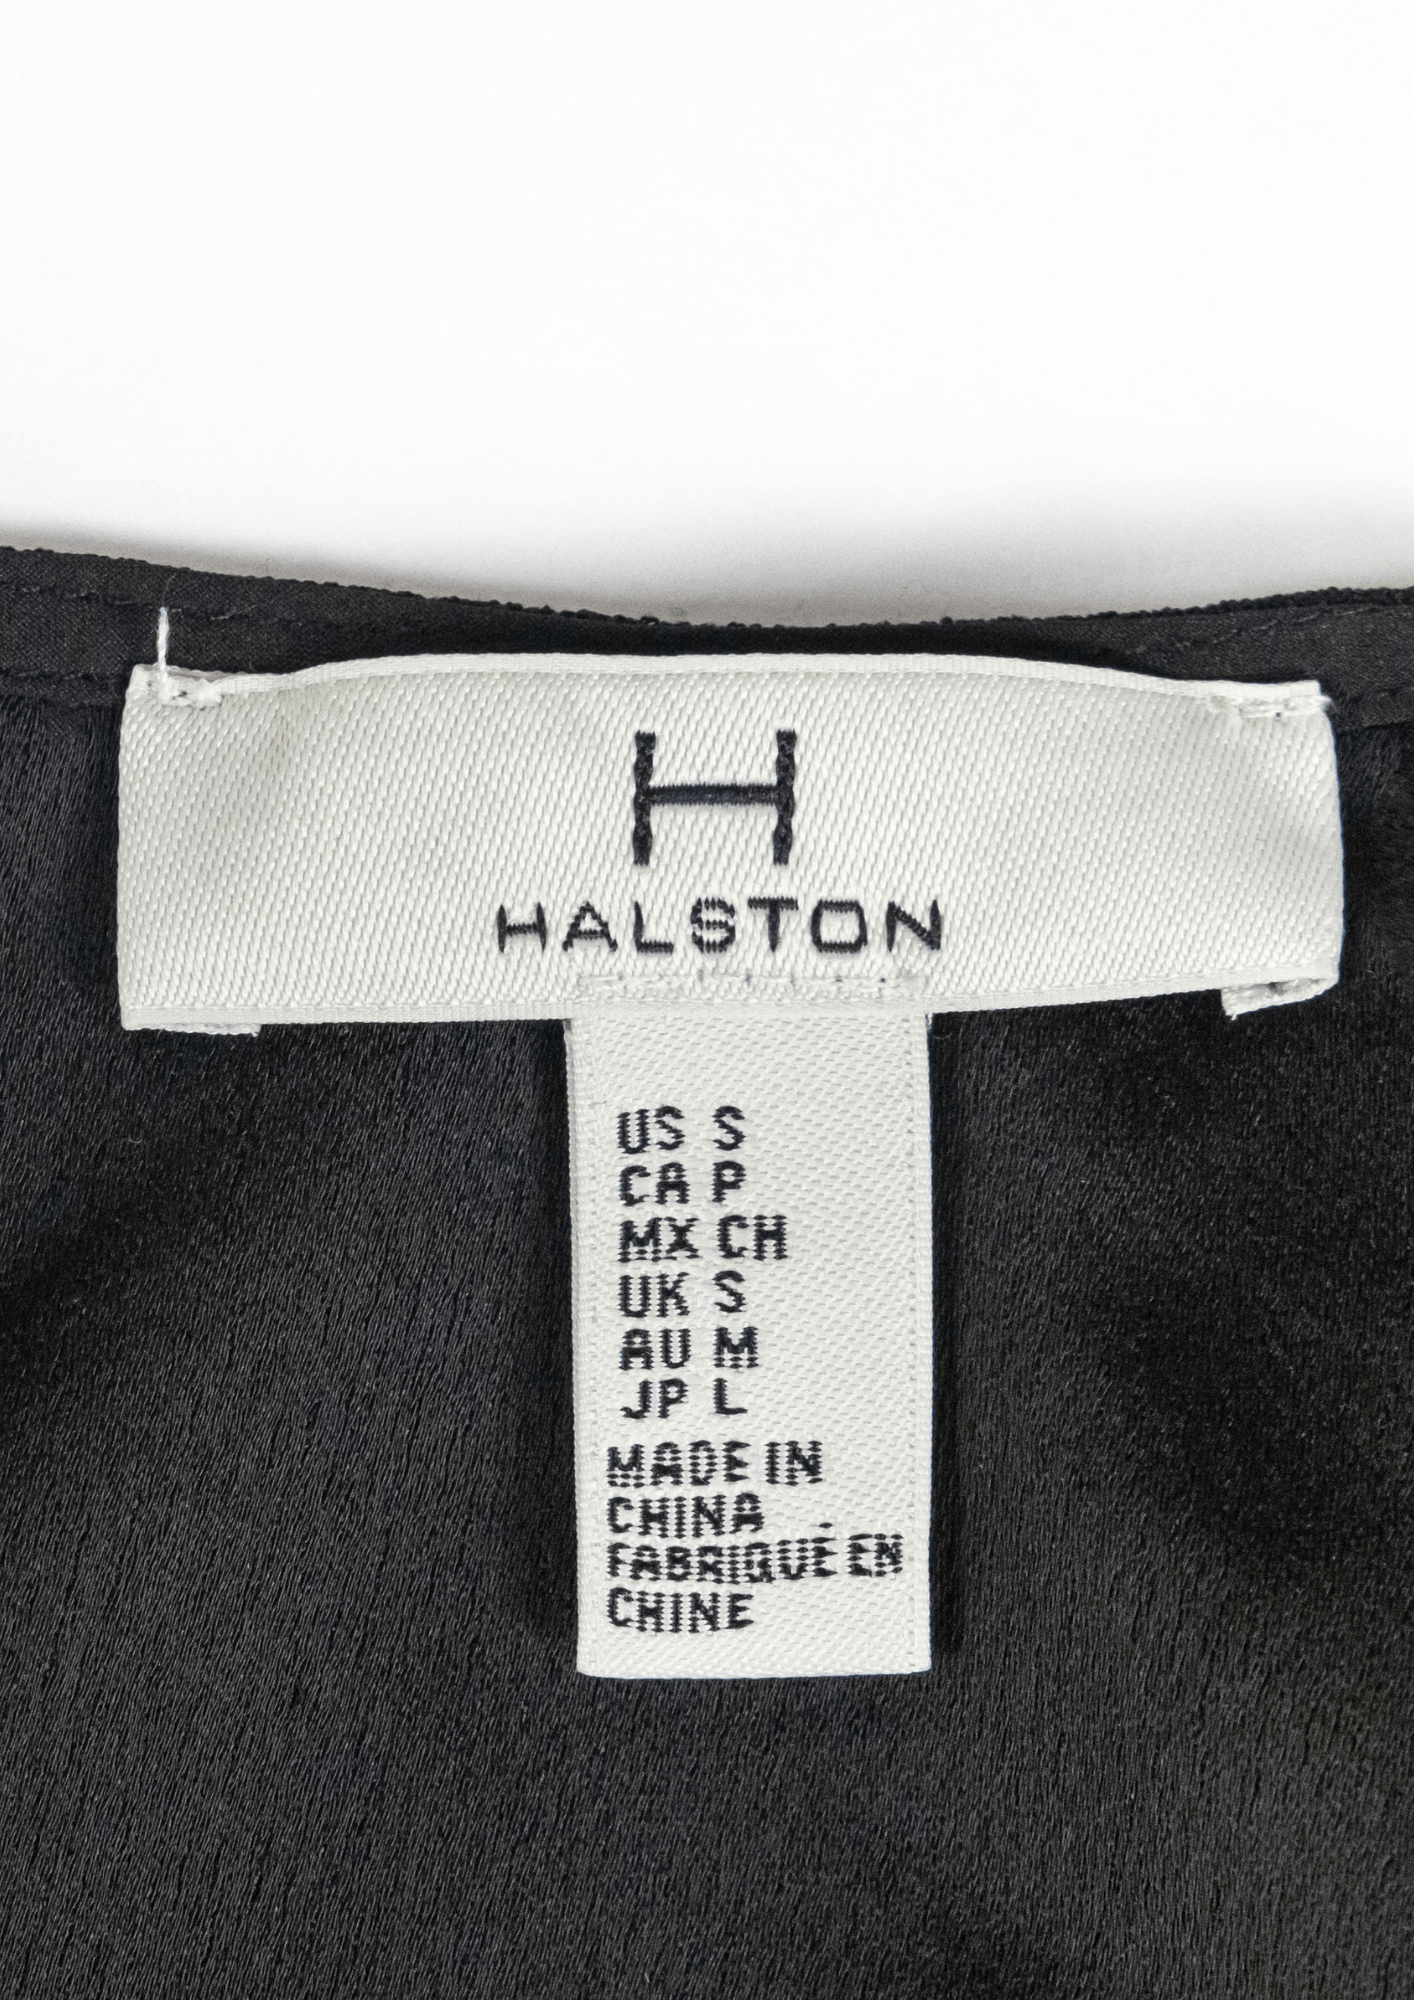 H
HALSTON
US S
CA P
MX CH
UK S
AU M
JP L
MADE IN
CHINA
FABRIQUÉ EN
CHINE